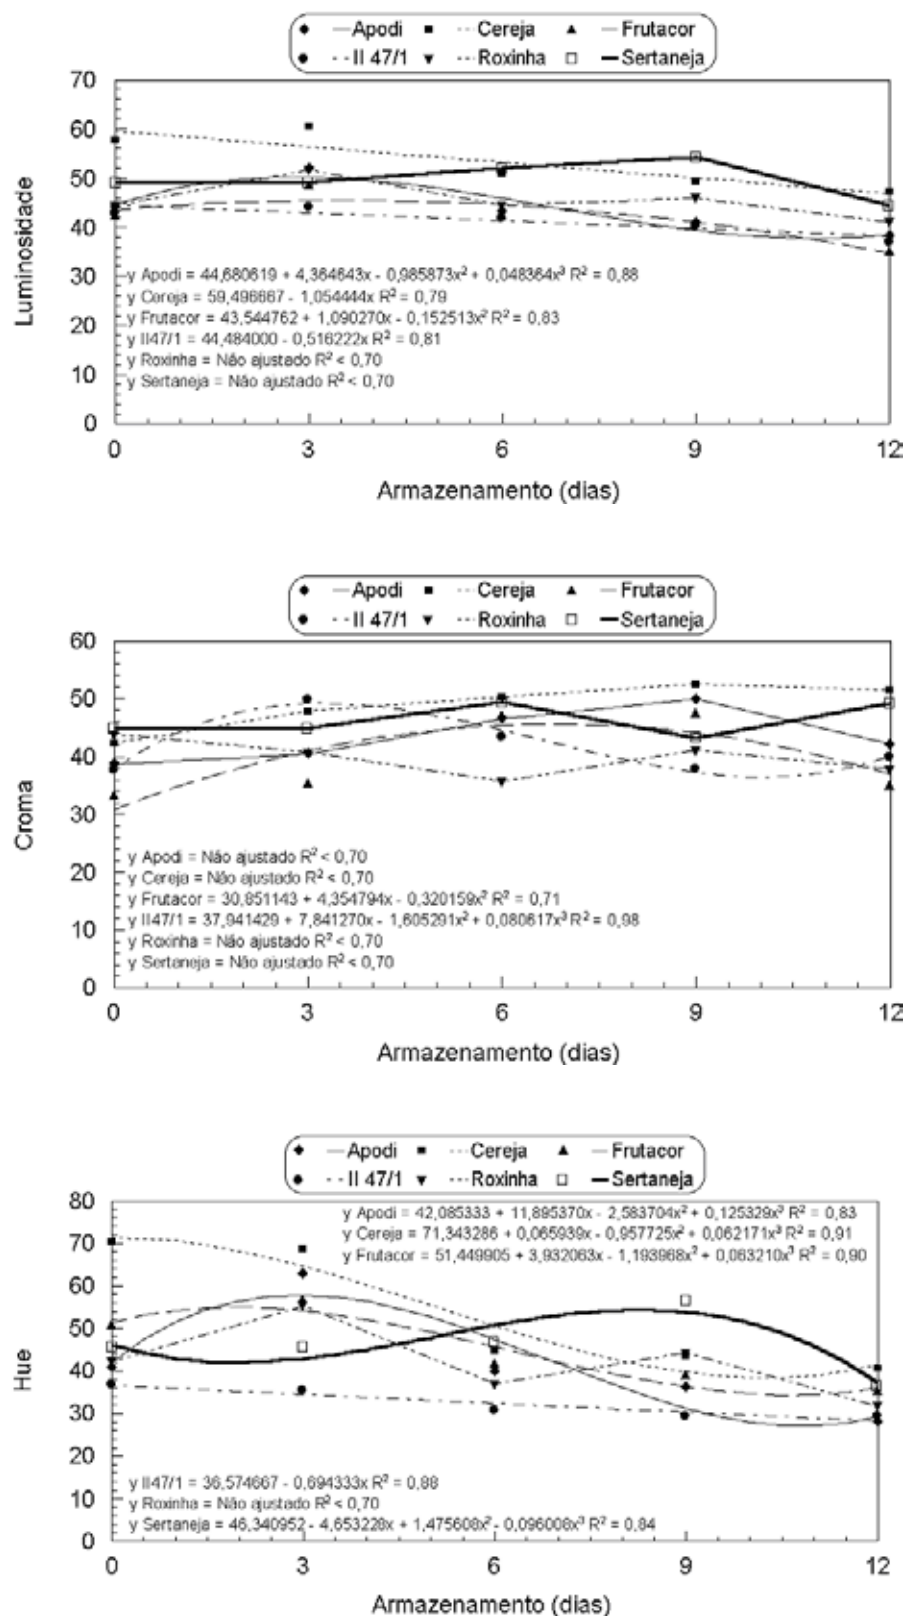 Apodi Cereja Frutacor
II 47/1 Roxinha Sertaneja
70
60
50
40
30
20
10
0
Luminosidade
y Apodi = 44,680619 + 4,364643x - 0,985873x² + 0,048364x³ R² = 0,88
y Cereja = 59,496667 - 1,054444x R² = 0,79
y Frutacor = 43,544762 + 1,090270x - 0,152513x² R² = 0,83
y II47/1 = 44,484000 - 0,516222x R² = 0,81
y Roxinha = Não ajustado R² < 0,70
y Sertaneja = Não ajustado R² < 0,70
0 3 6 9 12
Armazenamento (dias)
Apodi Cereja Frutacor
II 47/1 Roxinha Sertaneja
60
50
40
30
20
10
0
Croma
y Apodi = Não ajustado R² < 0,70
y Cereja = Não ajustado R² < 0,70
y Frutacor = 30,851143 + 4,354794x - 0,320159x² R² = 0,71
y II47/1 = 37,941429 + 7,841270x - 1,605291x² + 0,080617x³ R² = 0,98
y Roxinha = Não ajustado R² < 0,70
y Sertaneja = Não ajustado R² < 0,70
0 3 6 9 12
Armazenamento (dias)
Apodi Cereja Frutacor
II 47/1 Roxinha Sertaneja
80
70
60
50
40
30
20
10
0
Hue
y Apodi = 42,085333 + 11,895370x - 2,583704x² + 0,125329x³ R² = 0,83
y Cereja = 71,343286 + 0,065939x - 0,957725x² + 0,062171x³ R² = 0,91
y Frutacor = 51,449905 + 3,932063x - 1,193968x² + 0,063210x³ R² = 0,90
y II47/1 = 36,574667 - 0,694333x R² = 0,88
y Roxinha = Não ajustado R² < 0,70
y Sertaneja = 46,340952 - 4,653228x + 1,475608x² - 0,096008x³ R² = 0,84
0 3 6 9 12
Armazenamento (dias)